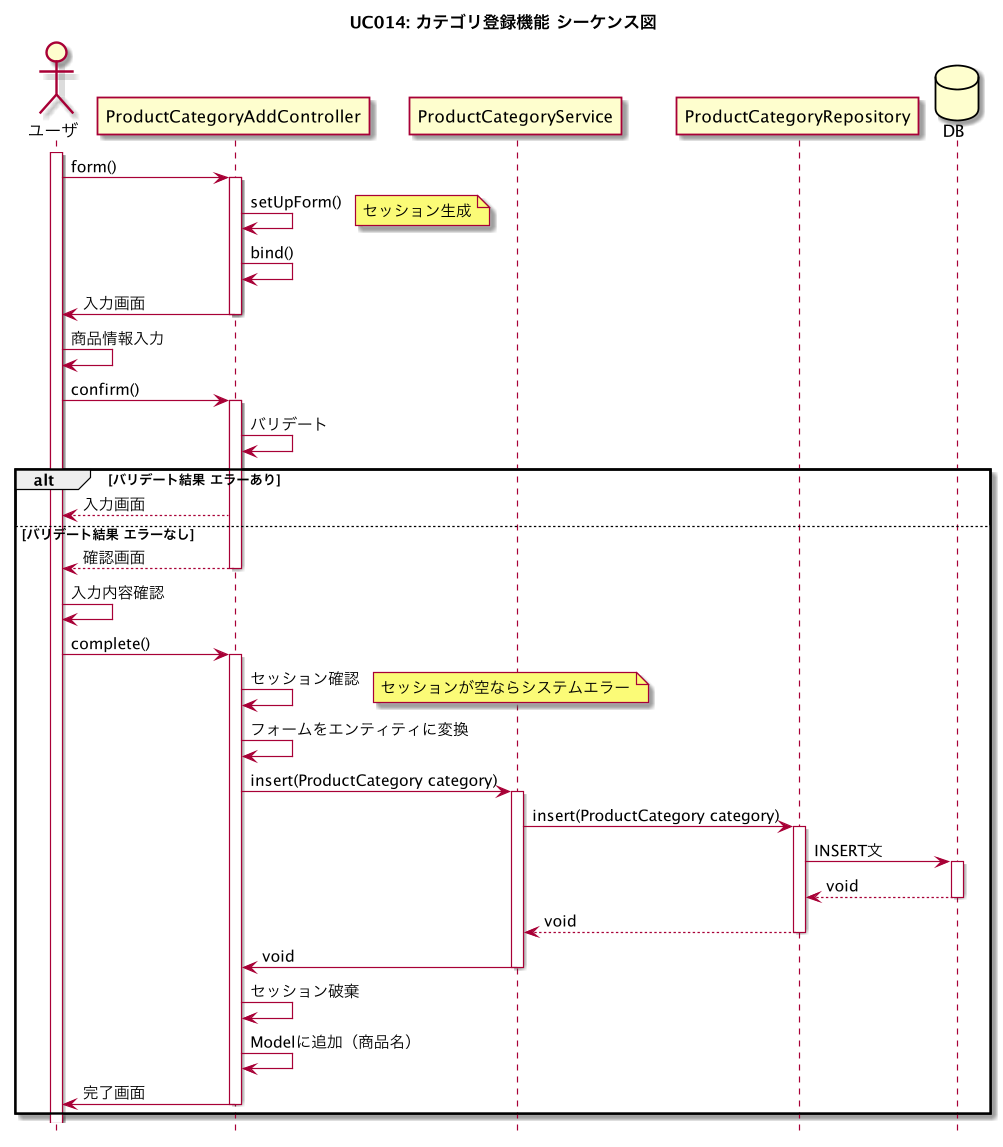 UC014: カテゴリ登録機能 シーケンス図
ユーザ
ProductCategoryAddController
ProductCategoryService
ProductCategoryRepository
DB
form()
setUpForm()
セッション生成
bind()
入力画面
商品情報入力
confirm()
バリデート
alt
[バリデート結果 エラーあり]
入力画面
[バリデート結果 エラーなし]
確認画面
入力内容確認
complete()
セッション確認
セッションが空ならシステムエラー
フォームをエンティティに変換
insert(ProductCategory category)
insert(ProductCategory category)
INSERT文
void
void
void
セッション破棄
Modelに追加（商品名）
完了画面